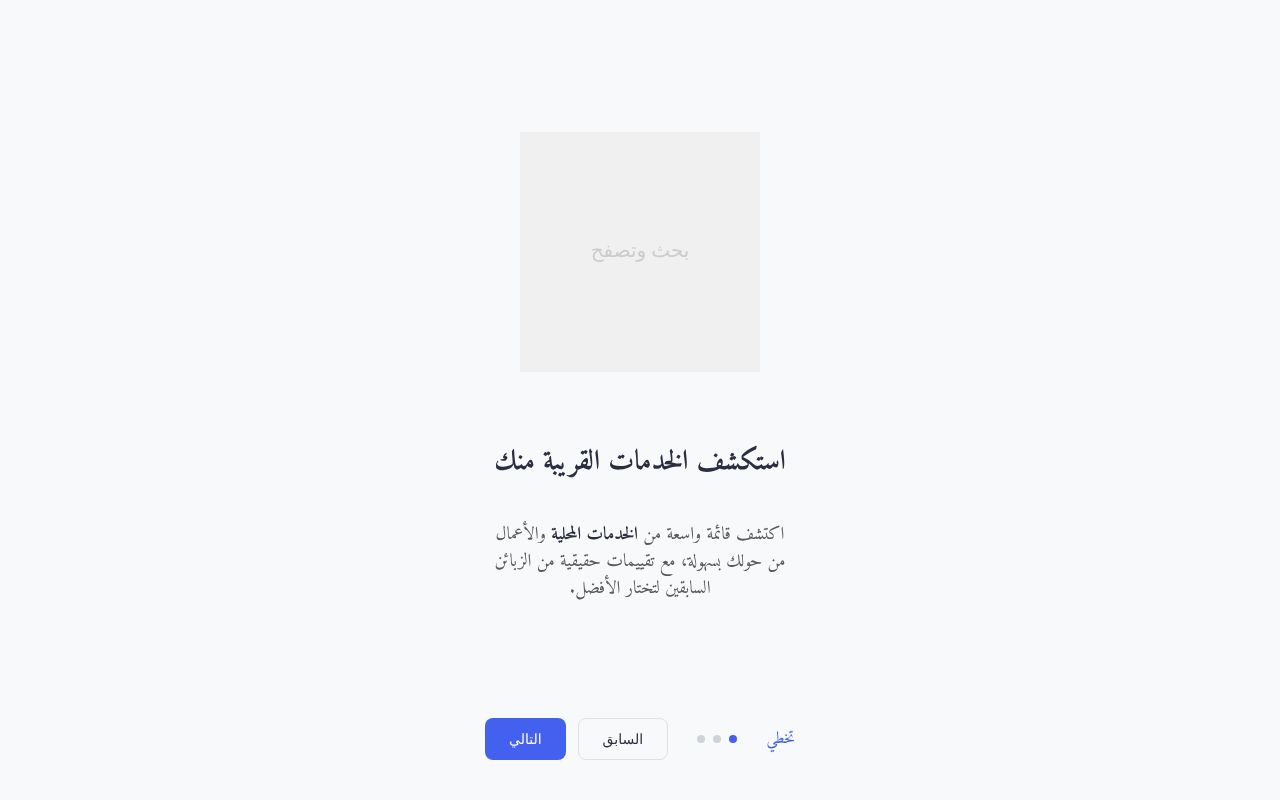 بحث وتصفح
استكشف الخدمات القريبة منك
اكتشف قائمة واسعة من الخدمات المحلية والأعمال
من حولك بسهولة، مع تقييمات حقيقية من الزبائن
السابقين لتختار الأفضل.
تخطي
السابق
التالي